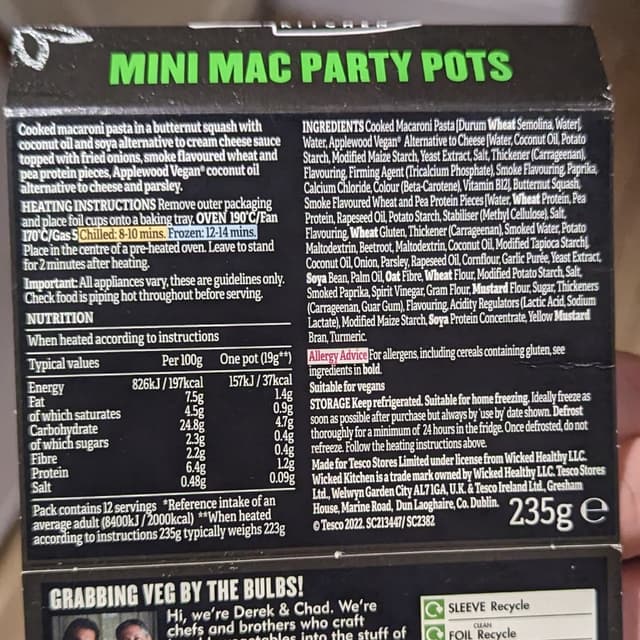 KITCHEN
MINI MAC PARTY POTS
Cooked macaroni pasta in a butternut squash with
coconut oil and soya alternative to cream cheese sauce
topped with fried onions, smoke flavoured wheat and
pea protein pieces, Applewood Vegan® coconut oil
alternative to cheese and parsley.
HEATING INSTRUCTIONS Remove outer packaging
and place foil cups onto a baking tray. OVEN 190°C/Fan
170°C/Gas 5 Chilled: 8-10 mins. Frozen: 12-14 mins.
Place in the centre of a pre-heated oven. Leave to stand
for 2 minutes after heating.
Important: All appliances vary, these are guidelines only.
Check food is piping hot throughout before serving.
NUTRITION
When heated according to instructions
Typical values Per 100g One pot (19g**)
Energy 826kJ / 197kcal 157kJ / 37kcal
Fat 7.5g 1.4g
of which saturates 4.5g 0.9g
Carbohydrate 24.8g 4.7g
of which sugars 2.3g 0.4g
Fibre 2.2g 0.4g
Protein 6.4g 1.2g
Salt 0.48g 0.09g
Pack contains 12 servings *Reference intake of an
average adult (8400kJ / 2000kcal) **When heated
according to instructions 235g typically weighs 223g
INGREDIENTS Cooked Macaroni Pasta [Durum Wheat Semolina, Water],
Water, Applewood Vegan® Alternative to Cheese [Water, Coconut Oil, Potato
Starch, Modified Maize Starch, Yeast Extract, Salt, Thickener (Carrageenan),
Flavouring, Firming Agent (Tricalcium Phosphate), Smoke Flavouring, Paprika,
Calcium Chloride, Colour (Beta-Carotene), Vitamin B12], Butternut Squash,
Smoke Flavoured Wheat and Pea Protein Pieces [Water, Wheat Protein, Pea
Protein, Rapeseed Oil, Potato Starch, Stabiliser (Methyl Cellulose), Salt,
Flavouring, Wheat Gluten, Thickener (Carrageenan), Smoked Water, Potato
Maltodextrin, Beetroot, Maltodextrin, Coconut Oil, Modified Tapioca Starch],
Coconut Oil, Onion, Parsley, Rapeseed Oil, Cornflour, Garlic Purée, Yeast Extract,
Soya Bean, Palm Oil, Oat Fibre, Wheat Flour, Modified Potato Starch, Salt,
Smoked Paprika, Spirit Vinegar, Gram Flour, Mustard Flour, Sugar, Thickeners
(Carrageenan, Guar Gum), Flavouring, Acidity Regulators (Lactic Acid, Sodium
Lactate), Modified Maize Starch, Soya Protein Concentrate, Yellow Mustard
Bran, Turmeric.
Allergy Advice For allergens, including cereals containing gluten, see
ingredients in bold.
Suitable for vegans
STORAGE Keep refrigerated. Suitable for home freezing. Ideally freeze as
soon as possible after purchase but always by 'use by' date shown. Defrost
thoroughly for a minimum of 24 hours in the fridge. Once defrosted, do not
refreeze. Follow the heating instructions above.
Made for Tesco Stores Limited under license from Wicked Healthy LLC.
Wicked Kitchen is a trade mark owned by Wicked Healthy LLC. Tesco Stores
Ltd., Welwyn Garden City AL7 1GA, U.K. & Tesco Ireland Ltd., Gresham
House, Marine Road, Dun Laoghaire, Co. Dublin.
© Tesco 2022. SC213447/ SC2382
235g e
GRABBING VEG BY THE BULBS!
Hi, we're Derek & Chad. We're
chefs and brothers who craft
vegetables into the stuff of
SLEEVE Recycle
CLEAN
FOIL Recycle